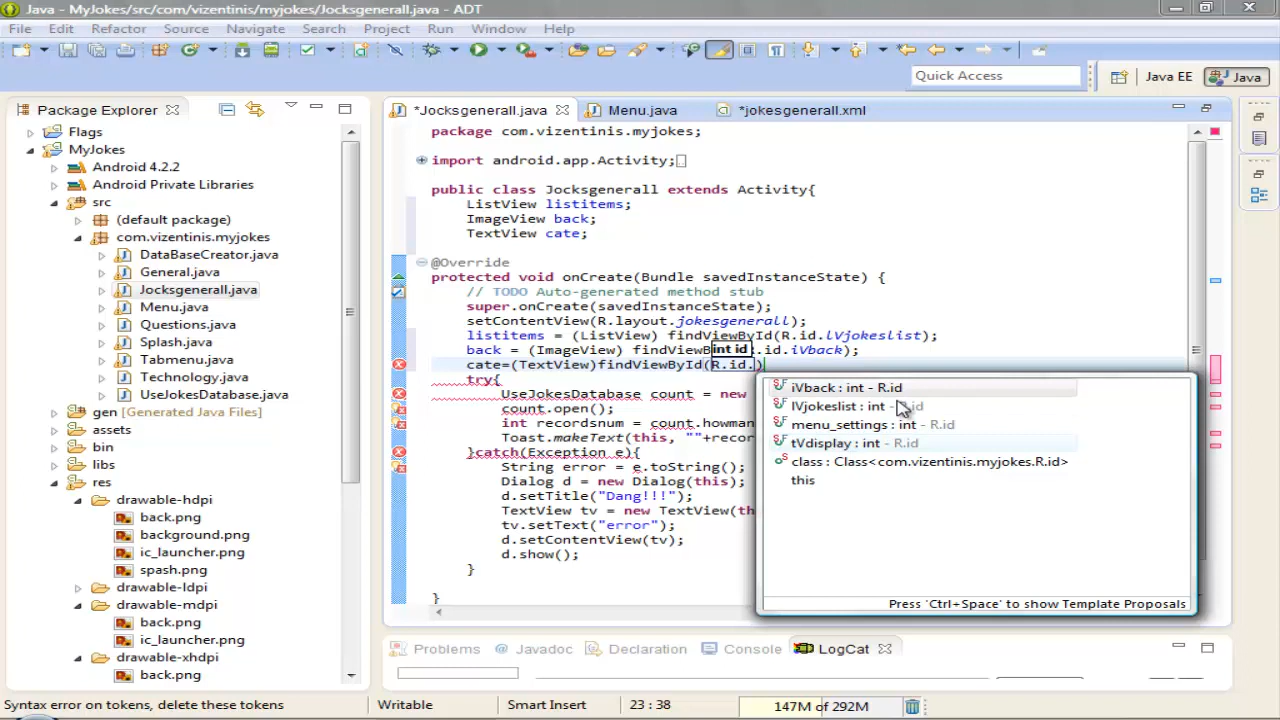 Java - MyJokes/src/com/vizentinis/myjokes/Jocksgenerall.java - ADT
File Edit Refactor Source Navigate Search Project Run Window Help
Quick Access
Java EE
Java
Package Explorer
Flags
MyJokes
Android 4.2.2
Android Private Libraries
src
(default package)
com.vizentinis.myjokes
DataBaseCreator.java
General.java
Jocksgenerall.java
Menu.java
Questions.java
Splash.java
Tabmenu.java
Technology.java
UseJokesDatabase.java
gen [Generated Java Files]
assets
bin
libs
res
drawable-hdpi
back.png
background.png
ic_launcher.png
spash.png
drawable-ldpi
drawable-mdpi
back.png
ic_launcher.png
drawable-xhdpi
back.png
*Jocksgenerall.java Menu.java *jokesgenerall.xml
package com.vizentinis.myjokes;
import android.app.Activity;
public class Jocksgenerall extends Activity{
ListView listitems;
ImageView back;
TextView cate;
@Override
protected void onCreate(Bundle savedInstanceState) {
// TODO Auto-generated method stub
super.onCreate(savedInstanceState);
setContentView(R.layout.jokesgenerall);
listitems = (ListView) findViewById(R.id.lVjokeslist);
back = (ImageView) findViewB int id .id.iVback);
cate=(TextView)findViewById(R.id.)
try{
UseJokesDatabase count = new
count.open();
int recordsnum = count.howman
Toast.makeText(this, ""+recor
}catch(Exception e){
String error = e.toString();
Dialog d = new Dialog(this);
d.setTitle("Dang!!!");
TextView tv = new TextView(th
tv.setText("error");
d.setContentView(tv);
d.show();
}
}
iVback : int - R.id
lVjokeslist : int - R.id
menu_settings : int - R.id
tVdisplay : int - R.id
class : Class<com.vizentinis.myjokes.R.id>
this
Press 'Ctrl+Space' to show Template Proposals
Problems Javadoc Declaration Console LogCat
Syntax error on tokens, delete these tokens
Writable
Smart Insert
23 : 38
147M of 292M